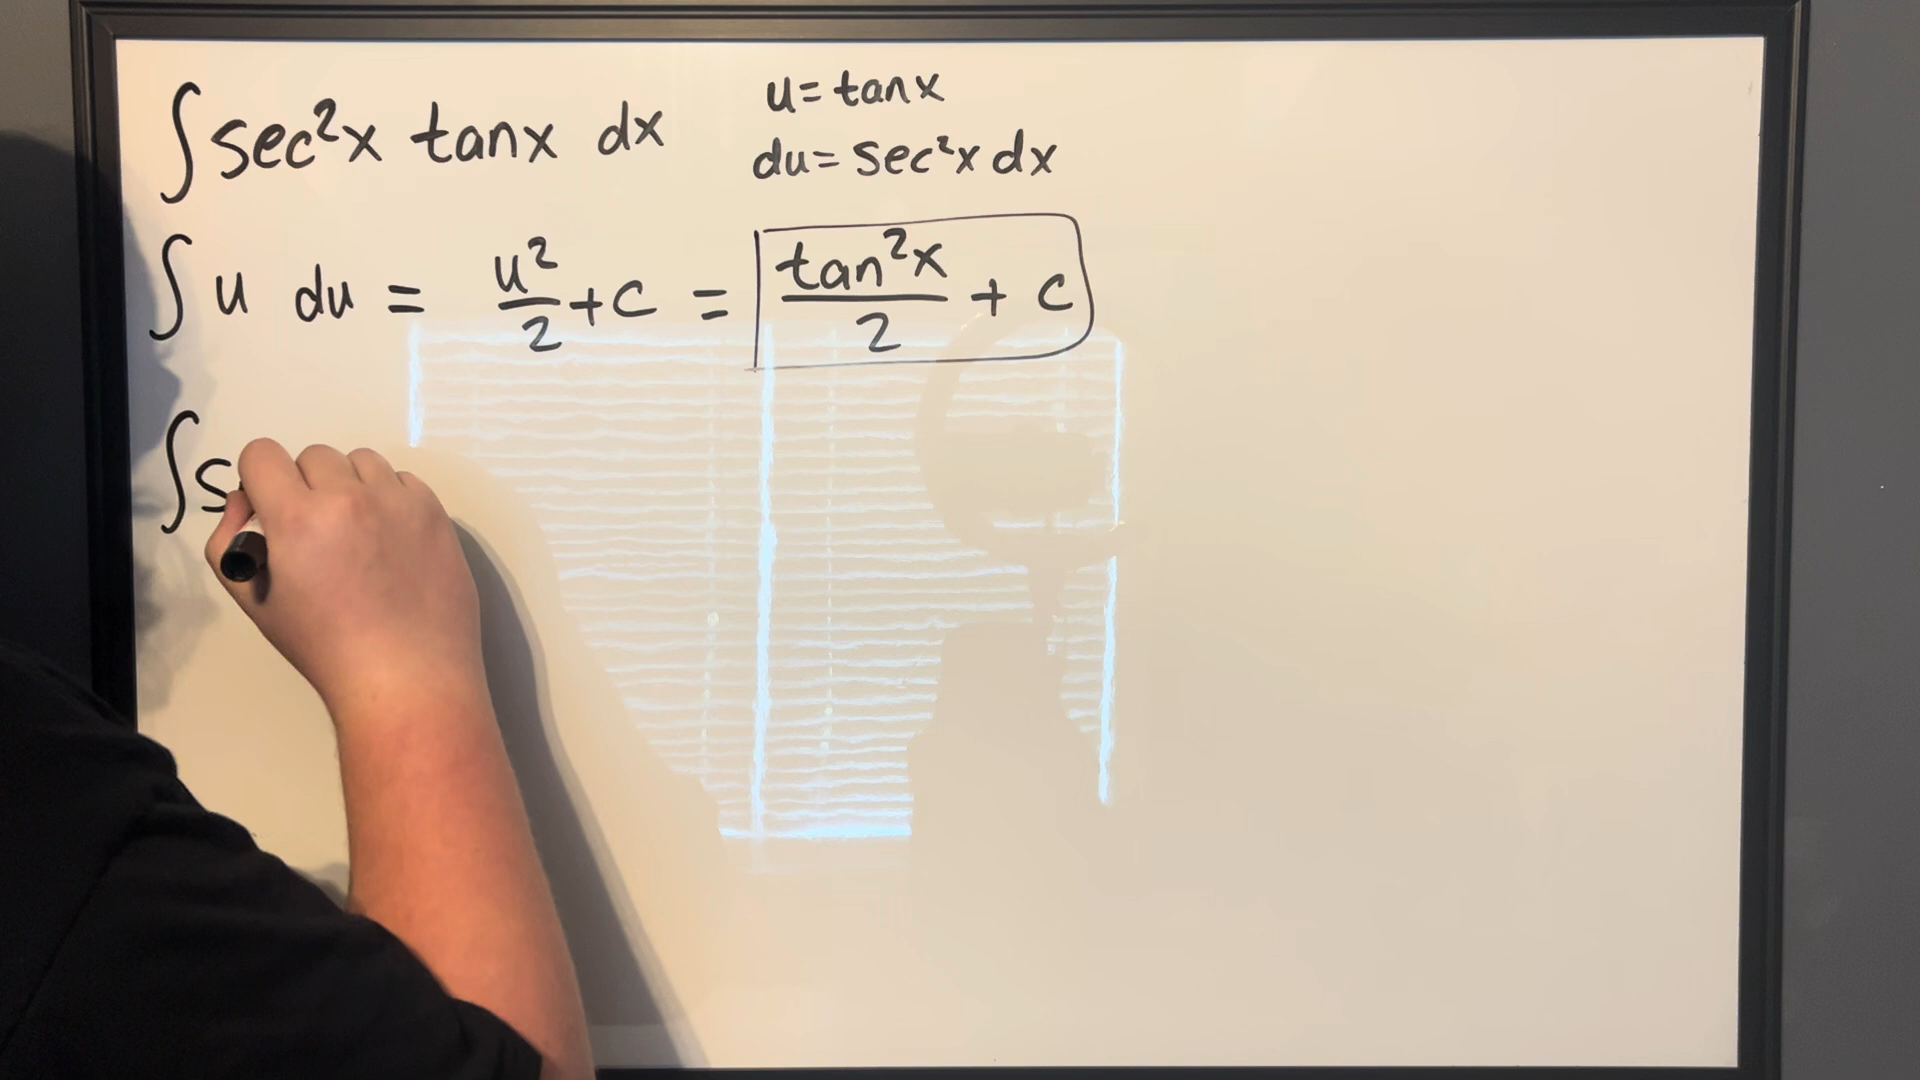 ∫ sec²x tanx dx
u = tanx
du = sec²x dx
∫ u du = u²/2 + c = tan²x/2 + c
∫ s